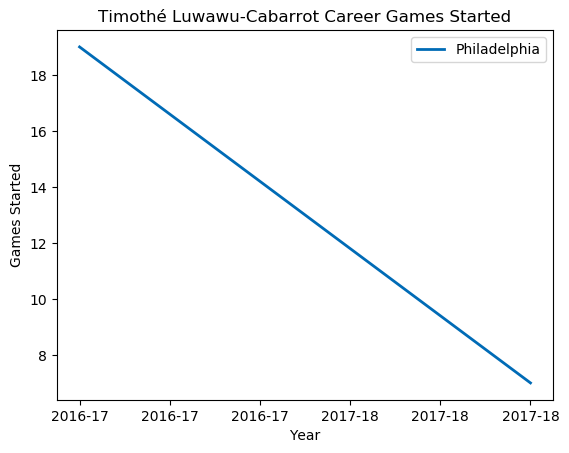 Timothé Luwawu-Cabarrot Career Games Started
Philadelphia
18
16
14
12
10
8
Games Started
2016-17 2016-17 2016-17 2017-18 2017-18 2017-18
Year